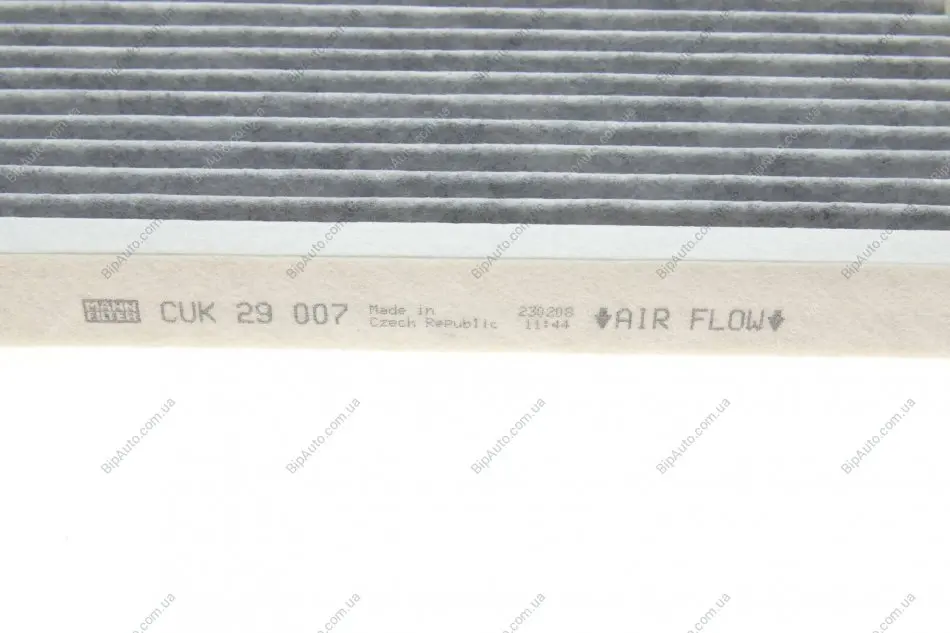 MANN
FILTER
CUK 29 007
Made in
Czech Republic
230208
11:44
AIR FLOW
BipAuto.com.ua